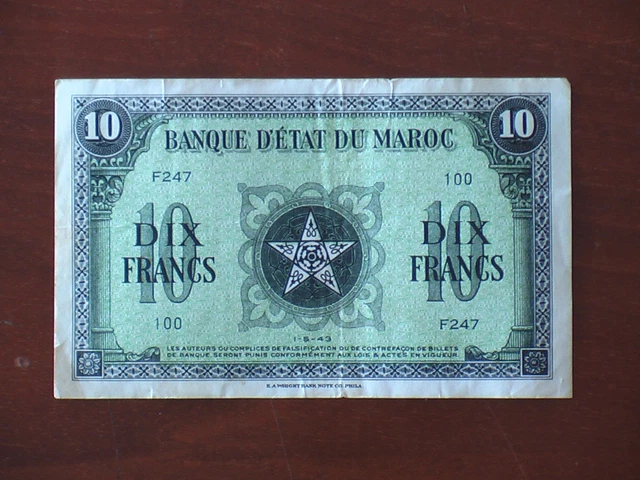 10 10
BANQUE D'ÉTAT DU MAROC
F247 100
10 10
DIX DIX
FRANCS FRANCS
100 F247
1-5-43
LES AUTEURS OU COMPLICES DE FALSIFICATION OU DE CONTREFAÇON DE BILLETS
DE BANQUE SERONT PUNIS CONFORMÉMENT AUX LOIS & ACTES EN VIGUEUR.
E.A.WRIGHT BANK NOTE CO. PHILA.